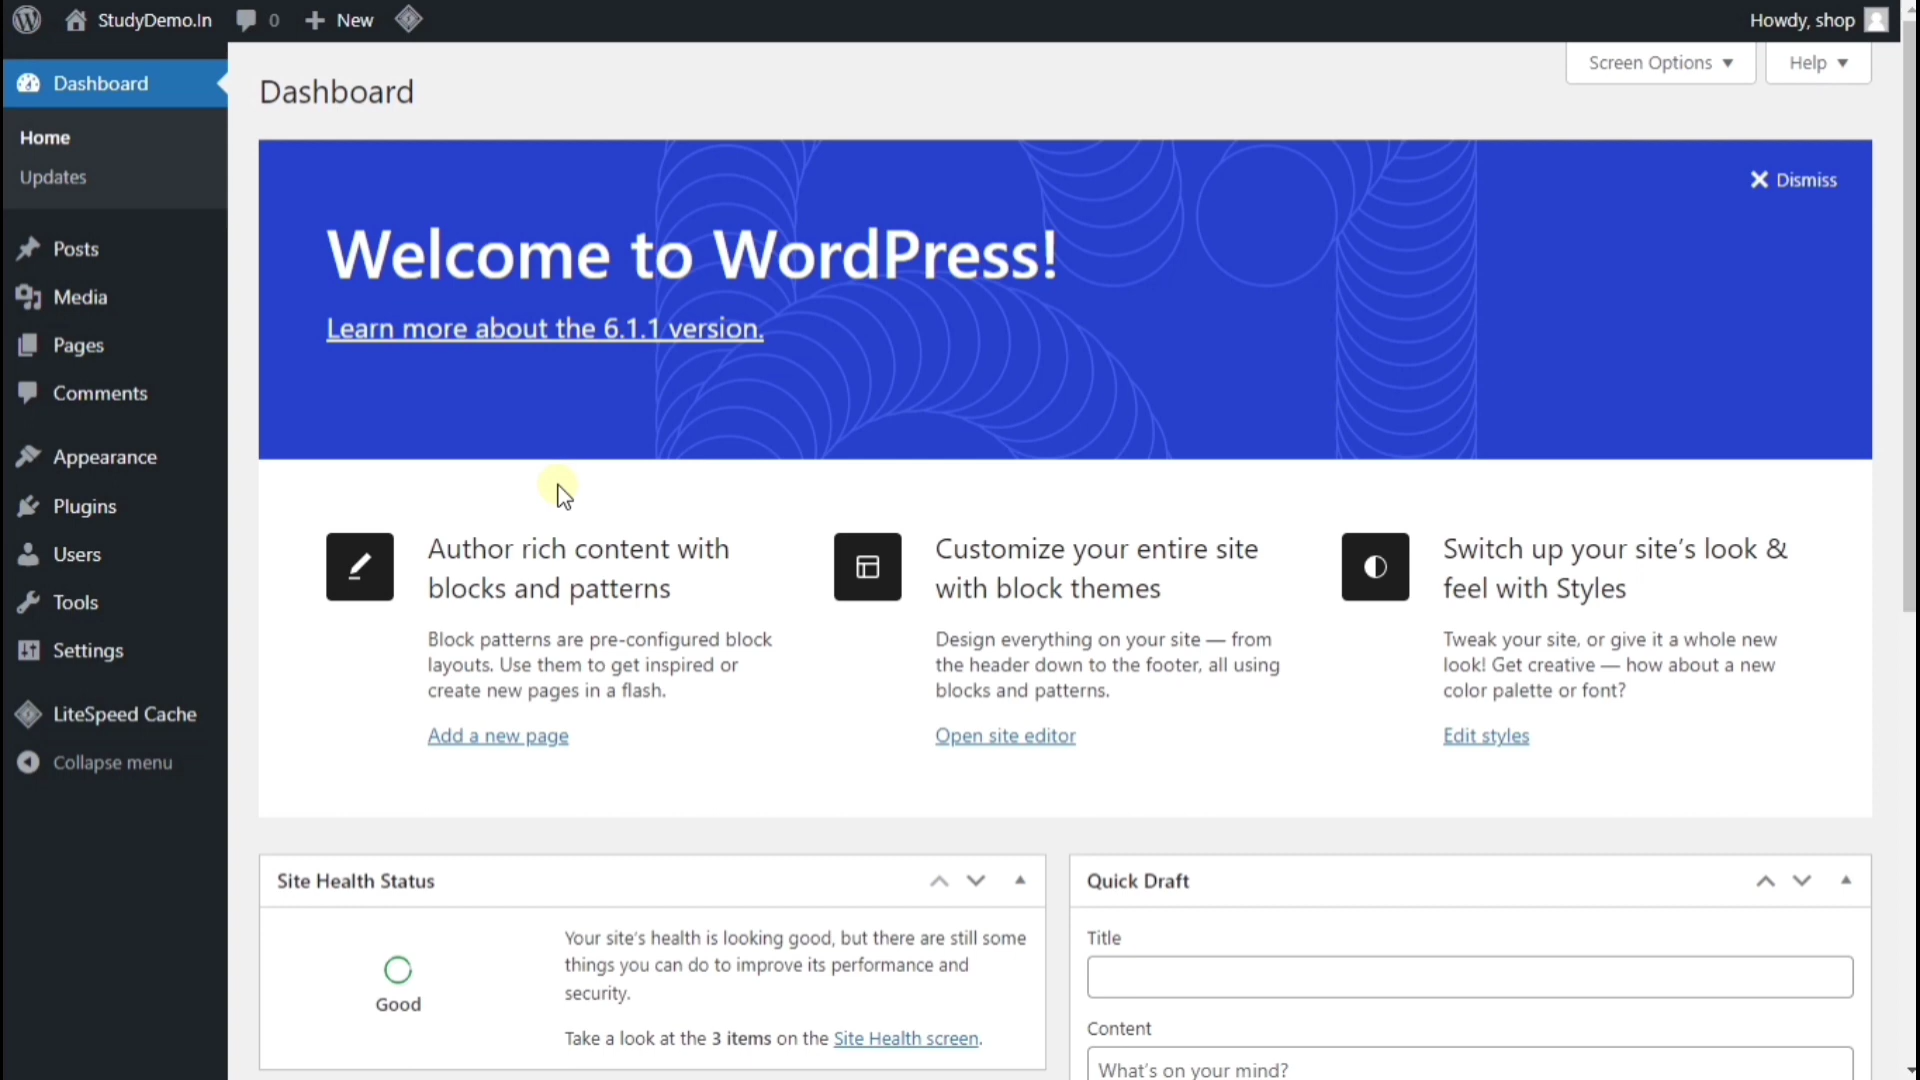 StudyDemo.In
0
New
Howdy, shop
Screen Options
Help
Dashboard
Home
Updates
Posts
Media
Pages
Comments
Appearance
Plugins
Users
Tools
Settings
LiteSpeed Cache
Collapse menu
Dashboard
Dismiss
Welcome to WordPress!
Learn more about the 6.1.1 version.
Author rich content with
blocks and patterns
Block patterns are pre-configured block
layouts. Use them to get inspired or
create new pages in a flash.
Add a new page
Customize your entire site
with block themes
Design everything on your site — from
the header down to the footer, all using
blocks and patterns.
Open site editor
Switch up your site's look &
feel with Styles
Tweak your site, or give it a whole new
look! Get creative — how about a new
color palette or font?
Edit styles
Site Health Status
Good
Your site's health is looking good, but there are still some
things you can do to improve its performance and
security.
Take a look at the 3 items on the Site Health screen.
Quick Draft
Title
Content
What's on your mind?